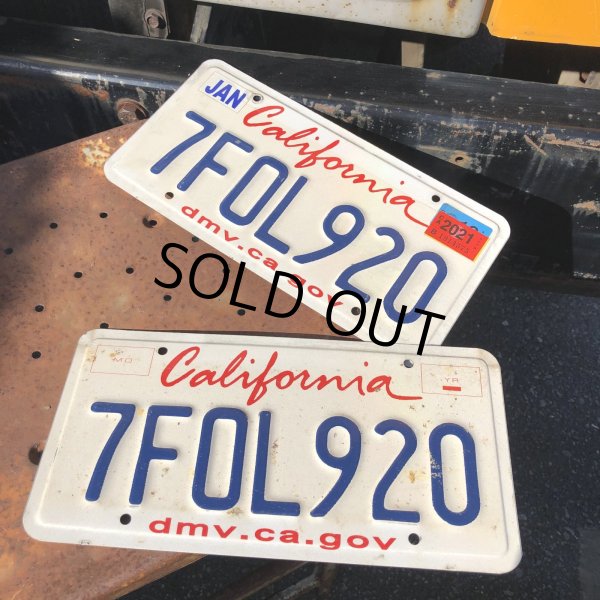 JAN
California
7FOL920
2021
dmv.ca.gov
SOLD OUT
MO
California
YR
7FOL920
dmv.ca.gov